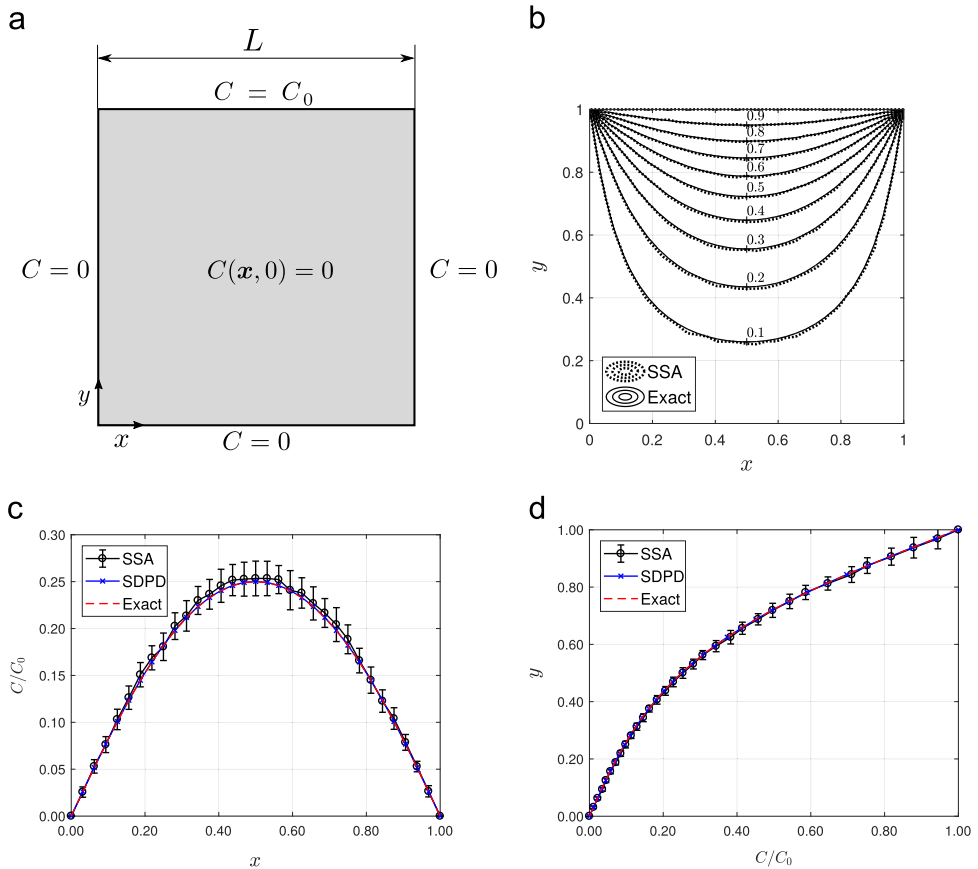 a
L
C = C₀
C = 0
C(x, 0) = 0
C = 0
y
x
C = 0
b
1
0.8
0.6
0.4
0.2
0
y
0.9
0.8
0.7
0.6
0.5
0.4
0.3
0.2
0.1
SSA
Exact
0 0.2 0.4 0.6 0.8 1
x
c
0.30
0.25
0.20
0.15
0.10
0.05
0.00
C/C₀
SSA
SDPD
Exact
0.00 0.20 0.40 0.60 0.80 1.00
x
d
1.00
0.80
0.60
0.40
0.20
0.00
y
SSA
SDPD
Exact
0.00 0.20 0.40 0.60 0.80 1.00
C/C₀